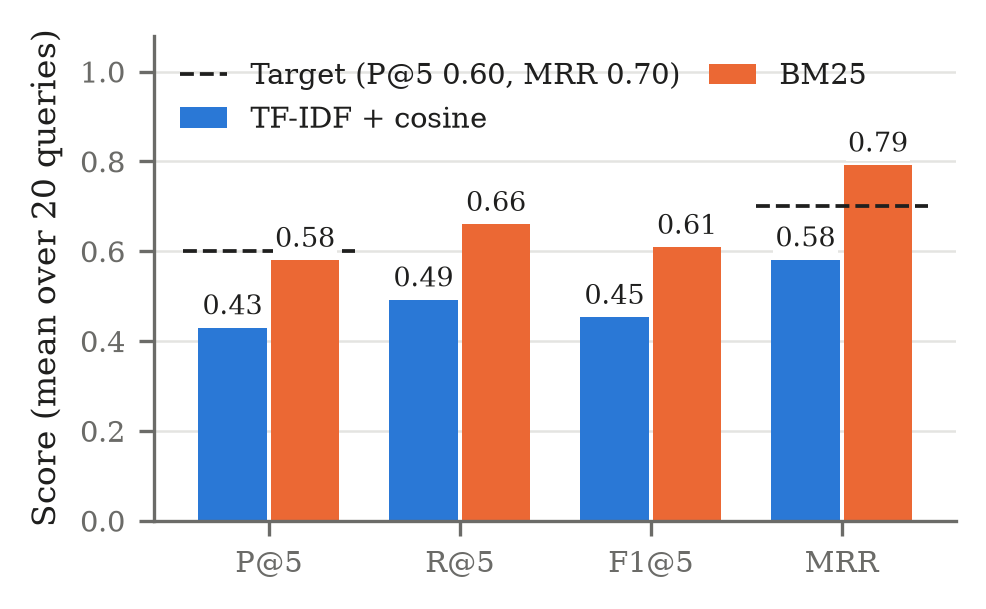 Score (mean over 20 queries)
1.0
0.8
0.6
0.4
0.2
0.0
Target (P@5 0.60, MRR 0.70)
BM25
TF-IDF + cosine
0.43
0.58
0.49
0.66
0.45
0.61
0.58
0.79
P@5
R@5
F1@5
MRR